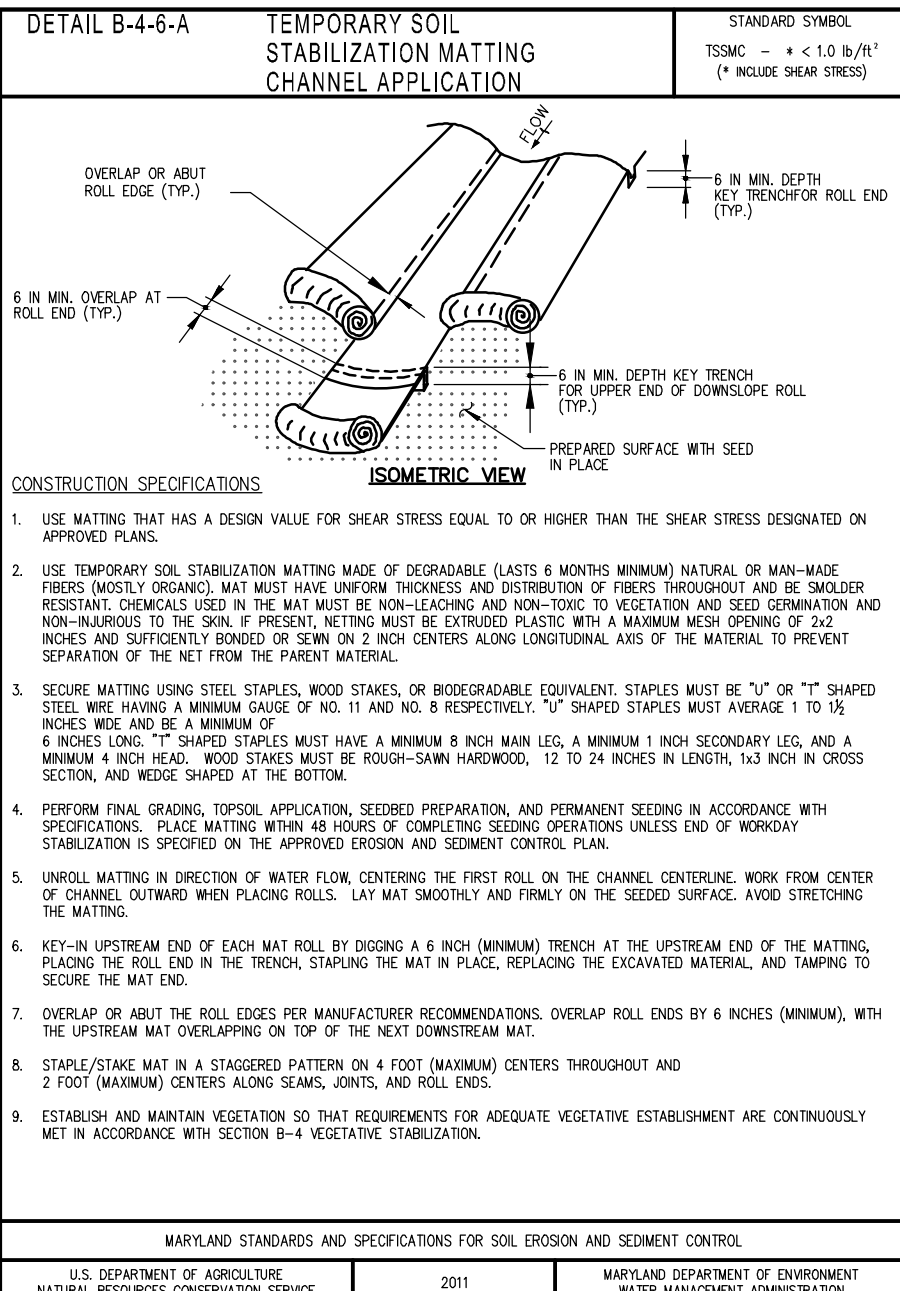 DETAIL B-4-6-A
TEMPORARY SOIL
STABILIZATION MATTING
CHANNEL APPLICATION
STANDARD SYMBOL
TSSMC - * < 1.0 lb/ft²
(* INCLUDE SHEAR STRESS)
FLOW
OVERLAP OR ABUT
ROLL EDGE (TYP.)
6 IN MIN. DEPTH
KEY TRENCHFOR ROLL END
(TYP.)
6 IN MIN. OVERLAP AT
ROLL END (TYP.)
6 IN MIN. DEPTH KEY TRENCH
FOR UPPER END OF DOWNSLOPE ROLL
(TYP.)
PREPARED SURFACE WITH SEED
IN PLACE
ISOMETRIC VIEW
CONSTRUCTION SPECIFICATIONS
1. USE MATTING THAT HAS A DESIGN VALUE FOR SHEAR STRESS EQUAL TO OR HIGHER THAN THE SHEAR STRESS DESIGNATED ON
APPROVED PLANS.
2. USE TEMPORARY SOIL STABILIZATION MATTING MADE OF DEGRADABLE (LASTS 6 MONTHS MINIMUM) NATURAL OR MAN-MADE
FIBERS (MOSTLY ORGANIC). MAT MUST HAVE UNIFORM THICKNESS AND DISTRIBUTION OF FIBERS THROUGHOUT AND BE SMOLDER
RESISTANT. CHEMICALS USED IN THE MAT MUST BE NON-LEACHING AND NON-TOXIC TO VEGETATION AND SEED GERMINATION AND
NON-INJURIOUS TO THE SKIN. IF PRESENT, NETTING MUST BE EXTRUDED PLASTIC WITH A MAXIMUM MESH OPENING OF 2x2
INCHES AND SUFFICIENTLY BONDED OR SEWN ON 2 INCH CENTERS ALONG LONGITUDINAL AXIS OF THE MATERIAL TO PREVENT
SEPARATION OF THE NET FROM THE PARENT MATERIAL.
3. SECURE MATTING USING STEEL STAPLES, WOOD STAKES, OR BIODEGRADABLE EQUIVALENT. STAPLES MUST BE "U" OR "T" SHAPED
STEEL WIRE HAVING A MINIMUM GAUGE OF NO. 11 AND NO. 8 RESPECTIVELY. "U" SHAPED STAPLES MUST AVERAGE 1 TO 1½
INCHES WIDE AND BE A MINIMUM OF
6 INCHES LONG. "T" SHAPED STAPLES MUST HAVE A MINIMUM 8 INCH MAIN LEG, A MINIMUM 1 INCH SECONDARY LEG, AND A
MINIMUM 4 INCH HEAD. WOOD STAKES MUST BE ROUGH-SAWN HARDWOOD, 12 TO 24 INCHES IN LENGTH, 1x3 INCH IN CROSS
SECTION, AND WEDGE SHAPED AT THE BOTTOM.
4. PERFORM FINAL GRADING, TOPSOIL APPLICATION, SEEDBED PREPARATION, AND PERMANENT SEEDING IN ACCORDANCE WITH
SPECIFICATIONS. PLACE MATTING WITHIN 48 HOURS OF COMPLETING SEEDING OPERATIONS UNLESS END OF WORKDAY
STABILIZATION IS SPECIFIED ON THE APPROVED EROSION AND SEDIMENT CONTROL PLAN.
5. UNROLL MATTING IN DIRECTION OF WATER FLOW, CENTERING THE FIRST ROLL ON THE CHANNEL CENTERLINE. WORK FROM CENTER
OF CHANNEL OUTWARD WHEN PLACING ROLLS. LAY MAT SMOOTHLY AND FIRMLY ON THE SEEDED SURFACE. AVOID STRETCHING
THE MATTING.
6. KEY-IN UPSTREAM END OF EACH MAT ROLL BY DIGGING A 6 INCH (MINIMUM) TRENCH AT THE UPSTREAM END OF THE MATTING,
PLACING THE ROLL END IN THE TRENCH, STAPLING THE MAT IN PLACE, REPLACING THE EXCAVATED MATERIAL, AND TAMPING TO
SECURE THE MAT END.
7. OVERLAP OR ABUT THE ROLL EDGES PER MANUFACTURER RECOMMENDATIONS. OVERLAP ROLL ENDS BY 6 INCHES (MINIMUM), WITH
THE UPSTREAM MAT OVERLAPPING ON TOP OF THE NEXT DOWNSTREAM MAT.
8. STAPLE/STAKE MAT IN A STAGGERED PATTERN ON 4 FOOT (MAXIMUM) CENTERS THROUGHOUT AND
2 FOOT (MAXIMUM) CENTERS ALONG SEAMS, JOINTS, AND ROLL ENDS.
9. ESTABLISH AND MAINTAIN VEGETATION SO THAT REQUIREMENTS FOR ADEQUATE VEGETATIVE ESTABLISHMENT ARE CONTINUOUSLY
MET IN ACCORDANCE WITH SECTION B-4 VEGETATIVE STABILIZATION.
MARYLAND STANDARDS AND SPECIFICATIONS FOR SOIL EROSION AND SEDIMENT CONTROL
U.S. DEPARTMENT OF AGRICULTURE
NATURAL RESOURCES CONSERVATION SERVICE
2011
MARYLAND DEPARTMENT OF ENVIRONMENT
WATER MANAGEMENT ADMINISTRATION